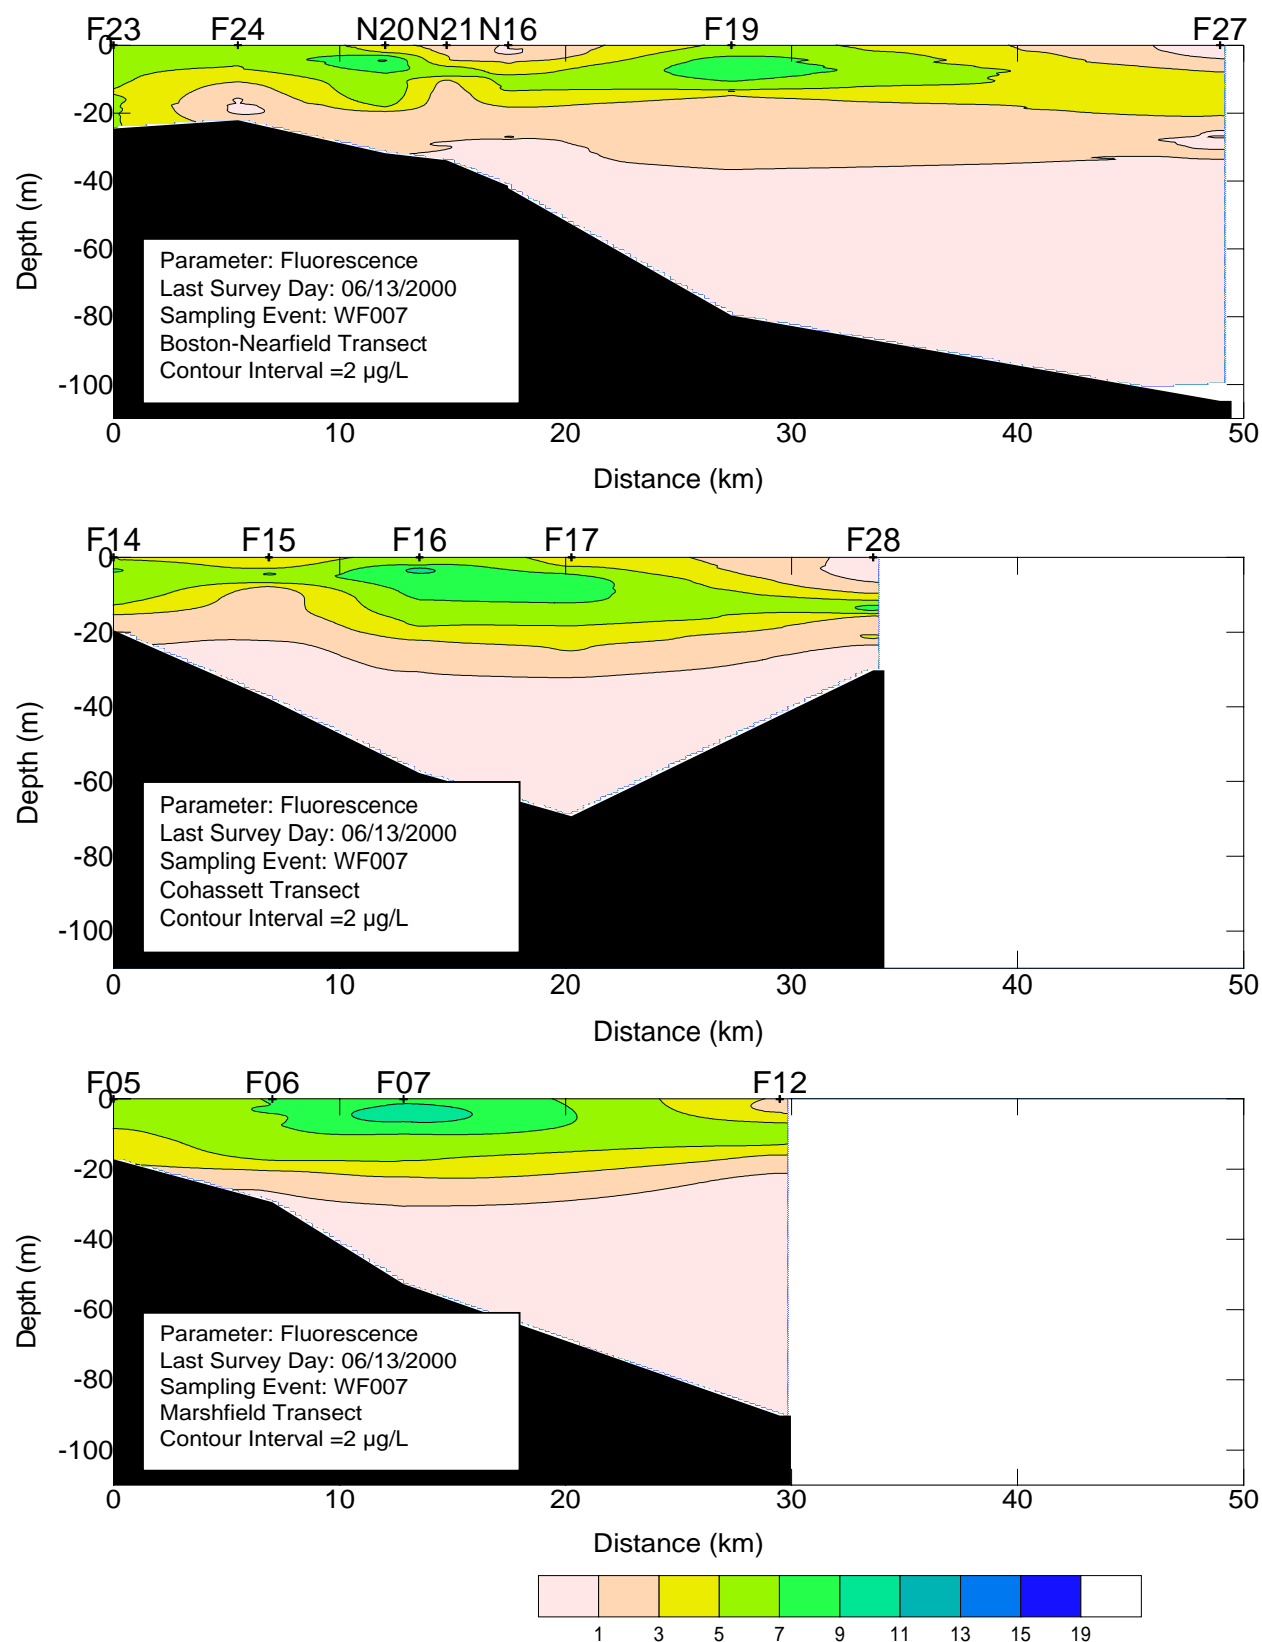 F23 F24 N20 N21 N16 F19 F27
0
-20
-40
-60
-80
-100
Depth (m)
Parameter: Fluorescence
Last Survey Day: 06/13/2000
Sampling Event: WF007
Boston-Nearfield Transect
Contour Interval =2 µg/L
0 10 20 30 40 50
Distance (km)
F14 F15 F16 F17 F28
0
-20
-40
-60
-80
-100
Depth (m)
Parameter: Fluorescence
Last Survey Day: 06/13/2000
Sampling Event: WF007
Cohassett Transect
Contour Interval =2 µg/L
0 10 20 30 40 50
Distance (km)
F05 F06 F07 F12
0
-20
-40
-60
-80
-100
Depth (m)
Parameter: Fluorescence
Last Survey Day: 06/13/2000
Sampling Event: WF007
Marshfield Transect
Contour Interval =2 µg/L
0 10 20 30 40 50
Distance (km)
1 3 5 7 9 11 13 15 19